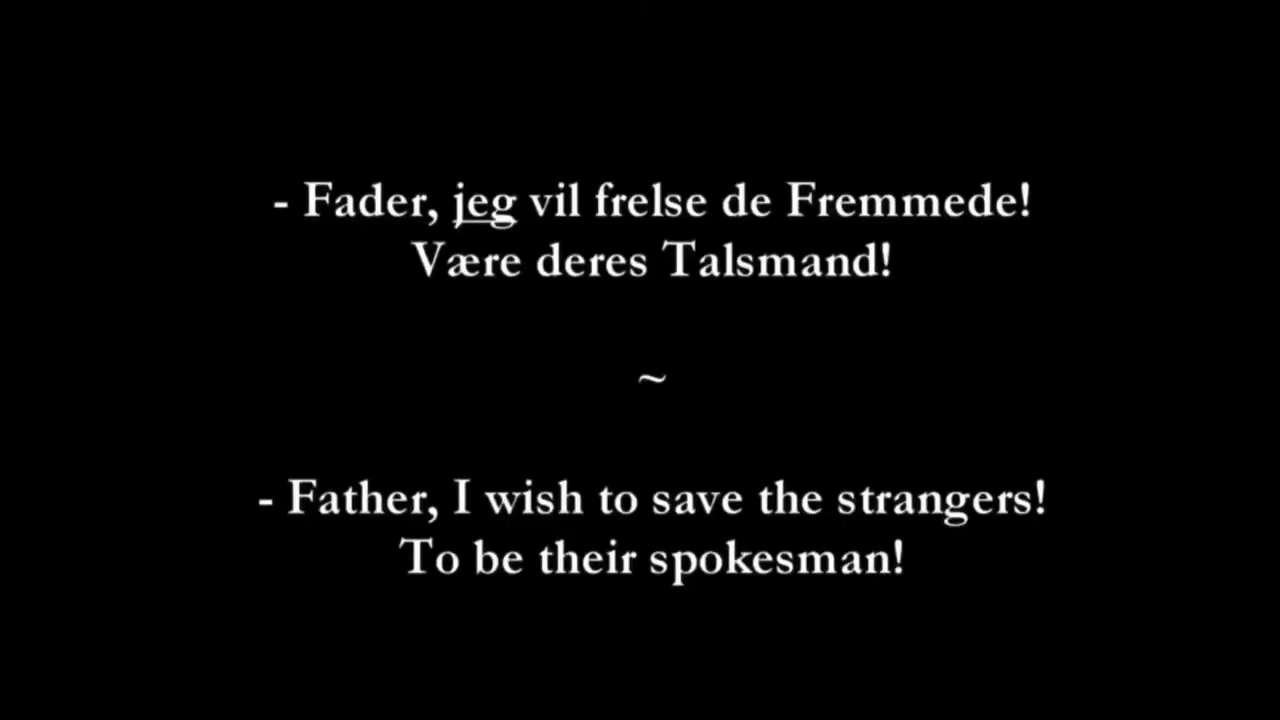 - Fader, jeg vil frelse de Fremmede!
Være deres Talsmand!
~
- Father, I wish to save the strangers!
To be their spokesman!